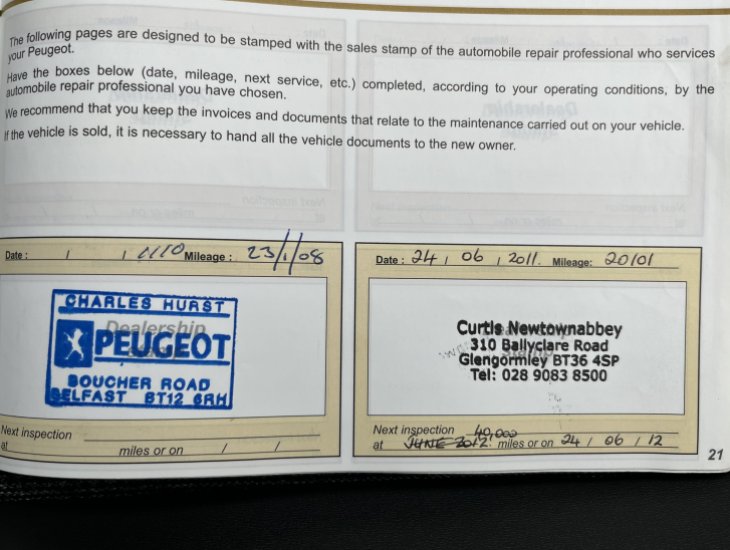 The following pages are designed to be stamped with the sales stamp of the automobile repair professional who services
your Peugeot.
Have the boxes below (date, mileage, next service, etc.) completed, according to your operating conditions, by the
automobile repair professional you have chosen.
We recommend that you keep the invoices and documents that relate to the maintenance carried out on your vehicle.
If the vehicle is sold, it is necessary to hand all the vehicle documents to the new owner.
Date : / / Mileage : 23/1/08
CHARLES HURST
Dealership
PEUGEOT
BOUCHER ROAD
BELFAST BT12 6RH
Next inspection
at miles or on / /
Date : 24 / 06 / 2011. Mileage: 20101
Curtis Newtownabbey
310 Ballyclare Road
Glengormley BT36 4SP
Tel: 028 9083 8500
Next inspection 40,000
at JUNE 2012 miles or on 24 / 06 / 12
21